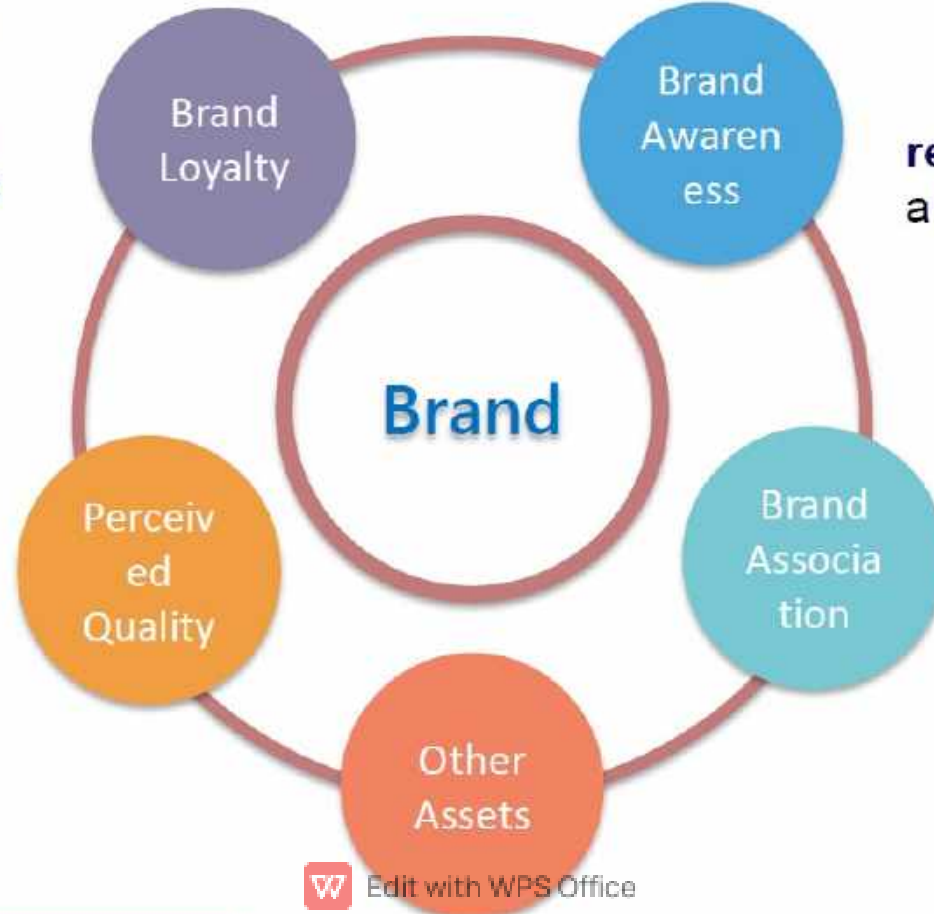 Brand
Loyalty
Brand
Awaren
ess
re
a
Brand
Perceiv
ed
Quality
Brand
Associa
tion
Other
Assets
Edit with WPS Office